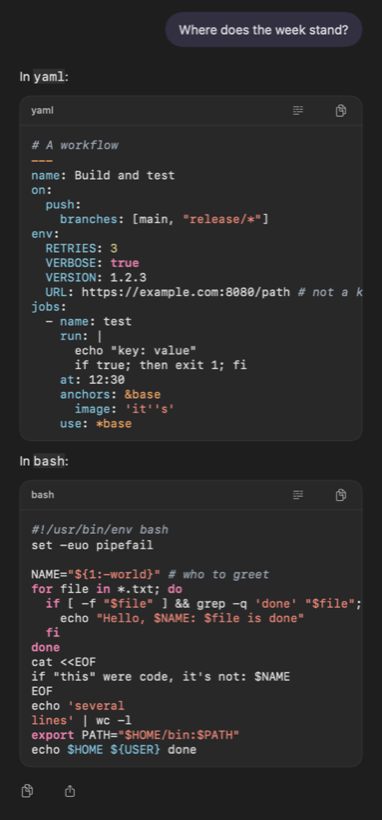 Where does the week stand?
In yaml:
yaml
# A workflow
---
name: Build and test
on:
  push:
    branches: [main, "release/*"]
env:
  RETRIES: 3
  VERBOSE: true
  VERSION: 1.2.3
  URL: https://example.com:8080/path # not a k
jobs:
  - name: test
    run: |
      echo "key: value"
      if true; then exit 1; fi
    at: 12:30
    anchors: &base
      image: 'it''s'
    use: *base
In bash:
bash
#!/usr/bin/env bash
set -euo pipefail

NAME="${1:-world}" # who to greet
for file in *.txt; do
  if [ -f "$file" ] && grep -q 'done' "$file";
    echo "Hello, $NAME: $file is done"
  fi
done
cat <<EOF
if "this" were code, it's not: $NAME
EOF
echo 'several
lines' | wc -l
export PATH="$HOME/bin:$PATH"
echo $HOME ${USER} done